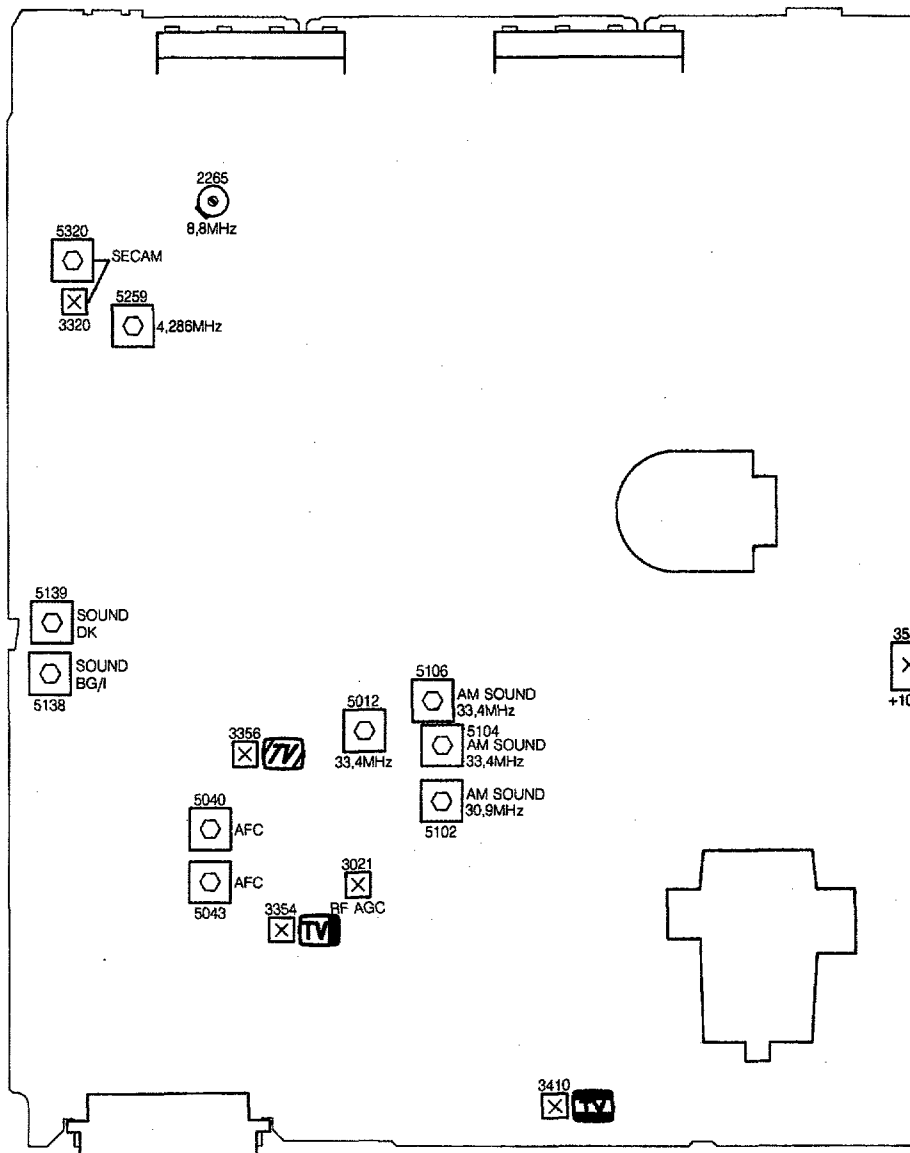 2265
8,8MHz
5320
SECAM
3320
5259
4,286MHz
5139
SOUND
DK
SOUND
BG/I
5138
5106
AM SOUND
33,4MHz
5012
33,4MHz
5104
AM SOUND
33,4MHz
3356
TV
AM SOUND
30,9MHz
5102
5040
AFC
AFC
5043
3021
RF AGC
3354
TV
3410
TV